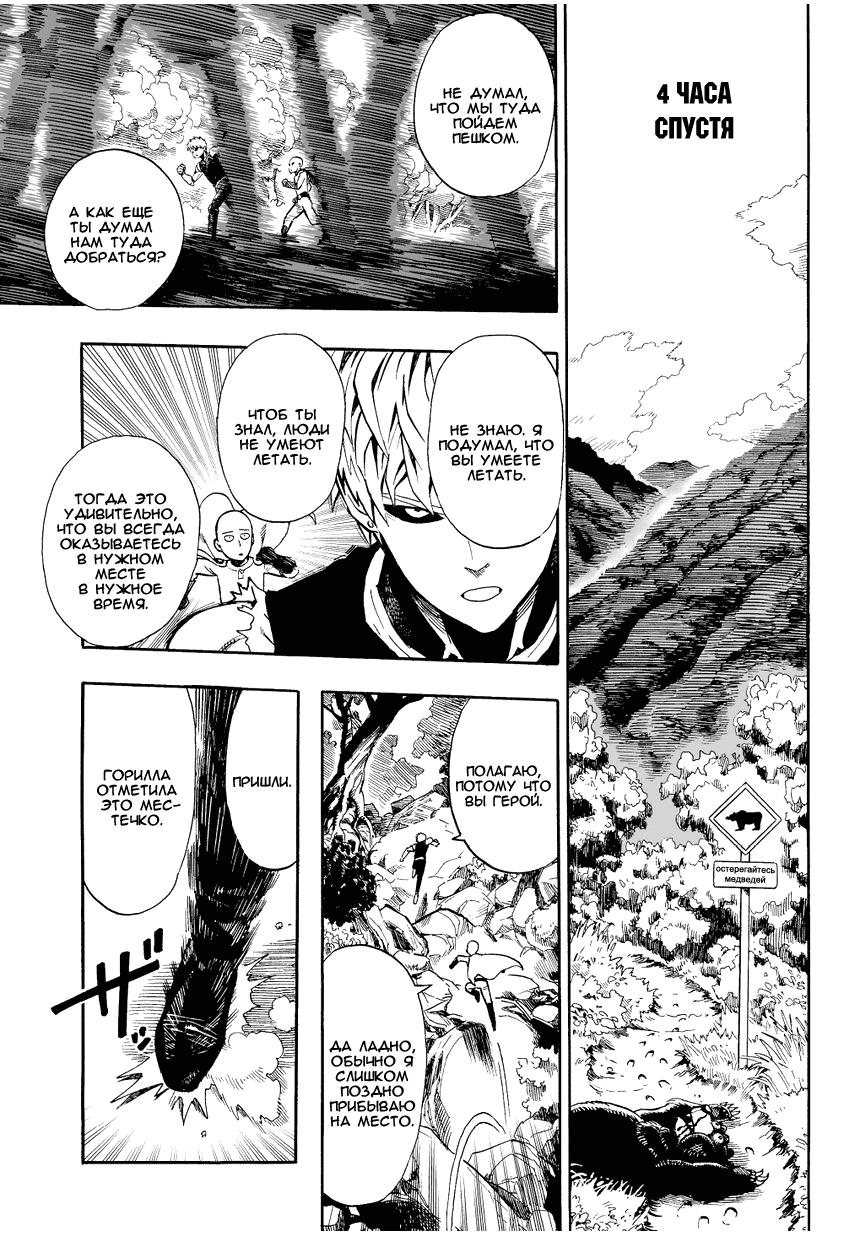 4 ЧАСА
СПУСТЯ
остерегайтесь
медведей
НЕ ДУМАЛ,
ЧТО МЫ ТУДА
ПОЙДЕМ
ПЕШКОМ.
А КАК ЕЩЕ
ТЫ ДУМАЛ
НАМ ТУДА
ДОБРАТЬСЯ?
НЕ ЗНАЮ. Я
ПОДУМАЛ, ЧТО
ВЫ УМЕЕТЕ
ЛЕТАТЬ.
ЧТОБ ТЫ
ЗНАЛ, ЛЮДИ
НЕ УМЕЮТ
ЛЕТАТЬ.
ТОГДА ЭТО
УДИВИТЕЛЬНО,
ЧТО ВЫ ВСЕГДА
ОКАЗЫВАЕТЕСЬ
В НУЖНОМ
МЕСТЕ
В НУЖНОЕ
ВРЕМЯ.
ПОЛАГАЮ,
ПОТОМУ ЧТО
ВЫ ГЕРОЙ.
ДА ЛАДНО,
ОБЫЧНО Я
СЛИШКОМ
ПОЗДНО
ПРИБЫВАЮ
НА МЕСТО.
ПРИШЛИ.
ГОРИЛЛА
ОТМЕТИЛА
ЭТО МЕС-
ТЕЧКО.
ザッ